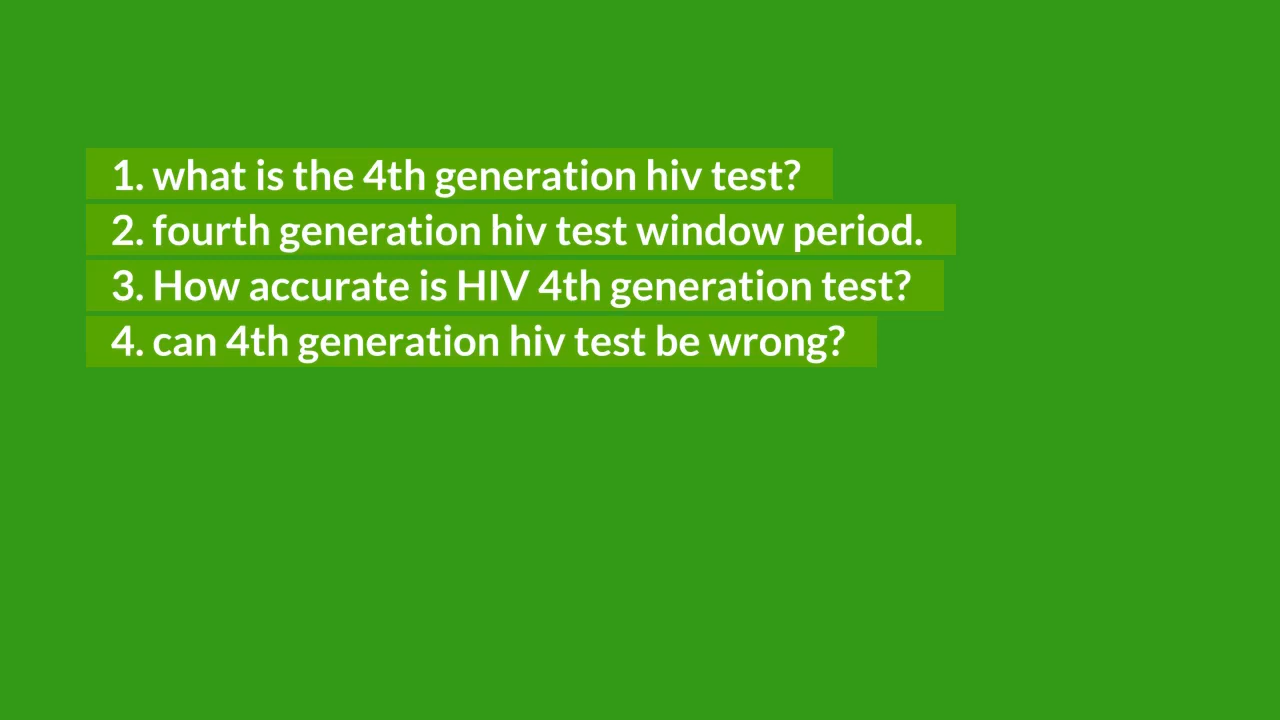 1. what is the 4th generation hiv test?
2. fourth generation hiv test window period.
3. How accurate is HIV 4th generation test?
4. can 4th generation hiv test be wrong?